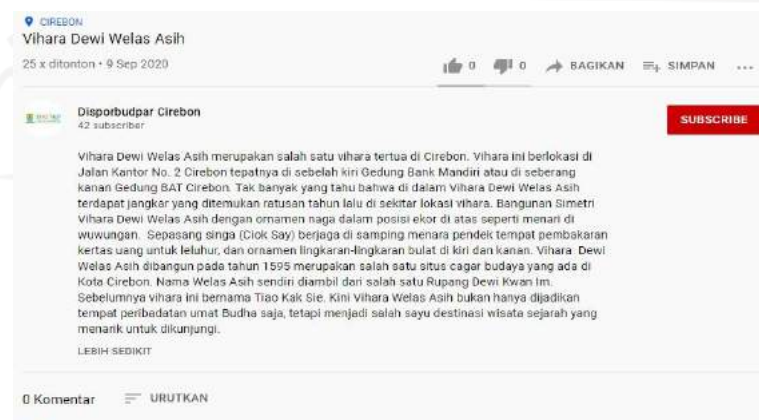 CIREBON
Vihara Dewi Welas Asih
25 x ditonton • 9 Sep 2020
0 0 BAGIKAN SIMPAN ...
Disporbudpar Cirebon
42 subscriber
SUBSCRIBE
Vihara Dewi Welas Asih merupakan salah satu vihara tertua di Cirebon. Vihara ini berlokasi di
Jalan Kantor No. 2 Cirebon tepatnya di sebelah kiri Gedung Bank Mandiri atau di seberang
kanan Gedung BAT Cirebon. Tak banyak yang tahu bahwa di dalam Vihara Dewi Welas Asih
terdapat jangkar yang ditemukan ratusan tahun lalu di sekitar lokasi vihara. Bangunan Simetri
Vihara Dewi Welas Asih dengan ornamen naga dalam posisi ekor di atas seperti menari di
wuwungan. Sepasang singa (Ciok Say) berjaga di samping menara pendek tempat pembakaran
kertas uang untuk leluhur, dan ornamen lingkaran-lingkaran bulat di kiri dan kanan. Vihara Dewi
Welas Asih dibangun pada tahun 1595 merupakan salah satu situs cagar budaya yang ada di
Kota Cirebon. Nama Welas Asih sendiri diambil dari salah satu Rupang Dewi Kwan Im.
Sebelumnya vihara ini bernama Tiao Kak Sie. Kini Vihara Welas Asih bukan hanya dijadikan
tempat peribadatan umat Budha saja, tetapi menjadi salah sayu destinasi wisata sejarah yang
menarik untuk dikunjungi.
LEBIH SEDIKIT
0 Komentar URUTKAN